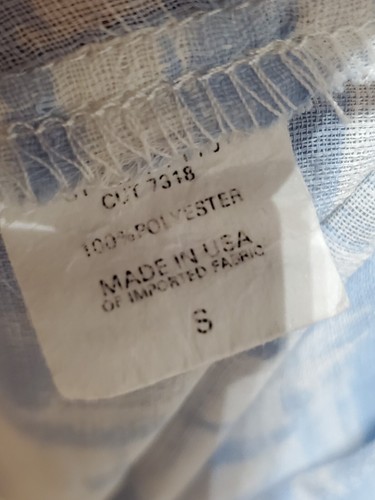 CUT 7318
100%POLYESTER
MADE IN USA
OF IMPORTED FABRIC
S